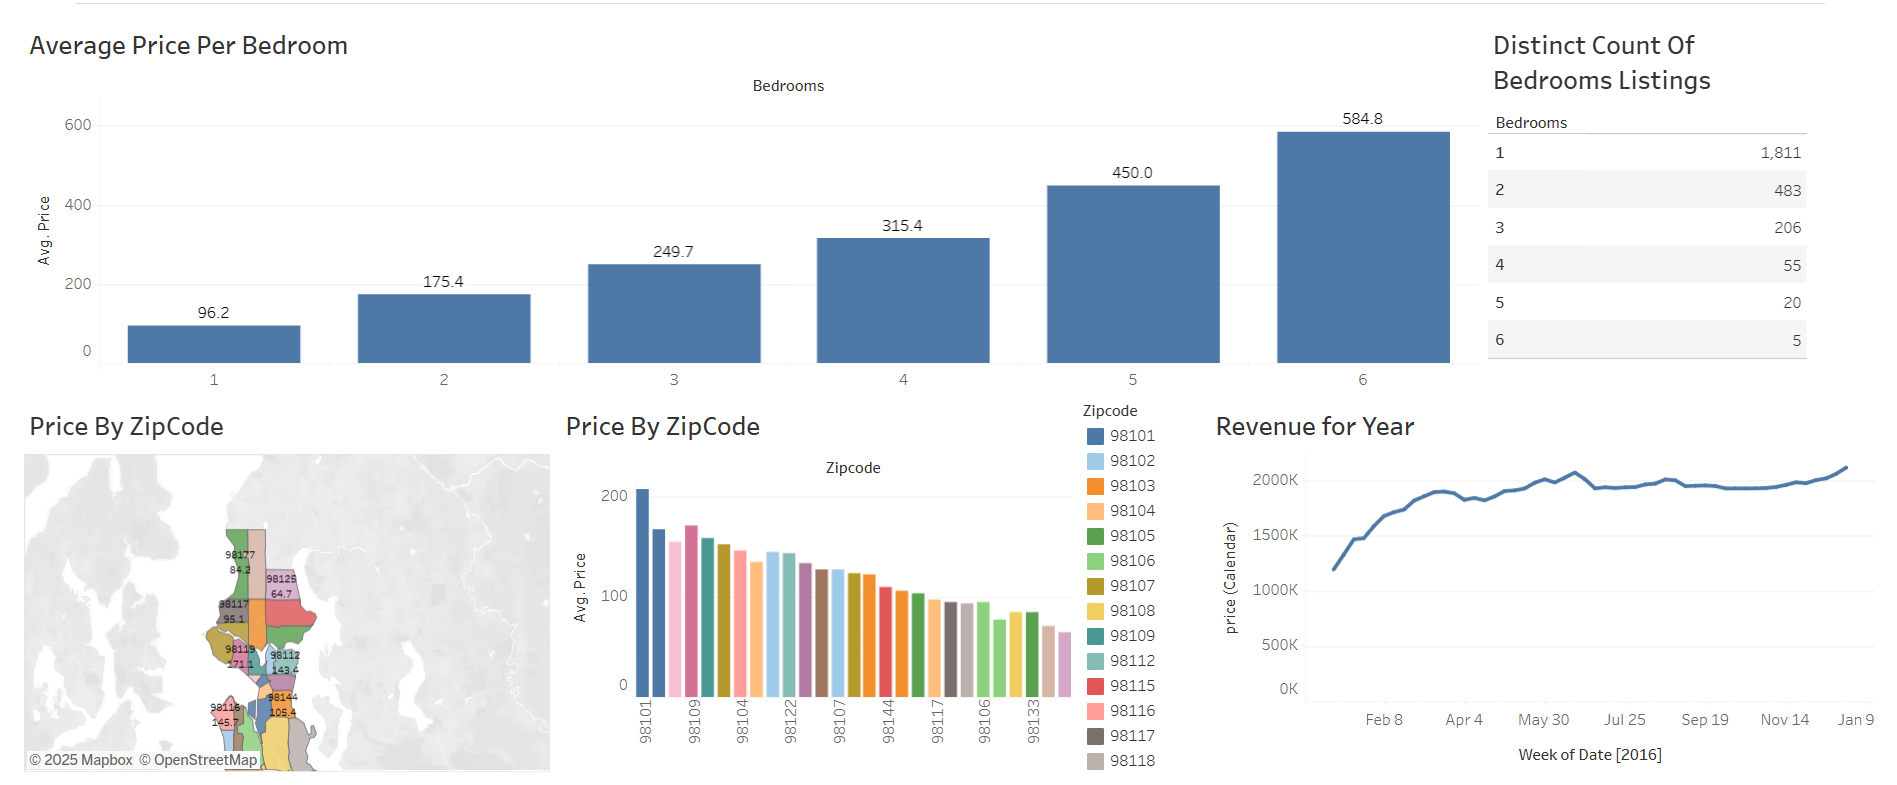 Average Price Per Bedroom
Bedrooms
Avg. Price
600
400
200
0
96.2
175.4
249.7
315.4
450.0
584.8
1
2
3
4
5
6
Distinct Count Of
Bedrooms Listings
Bedrooms
1 1,811
2 483
3 206
4 55
5 20
6 5
Price By ZipCode
98177
84.2
98125
64.7
98117
95.1
98119
171.1
98112
143.4
98144
105.4
98116
145.7
© 2025 Mapbox © OpenStreetMap
Price By ZipCode
Zipcode
Avg. Price
200
100
0
98101
98109
98104
98122
98107
98144
98117
98106
98133
Zipcode
98101
98102
98103
98104
98105
98106
98107
98108
98109
98112
98115
98116
98117
98118
Revenue for Year
price (Calendar)
2000K
1500K
1000K
500K
0K
Feb 8
Apr 4
May 30
Jul 25
Sep 19
Nov 14
Jan 9
Week of Date [2016]